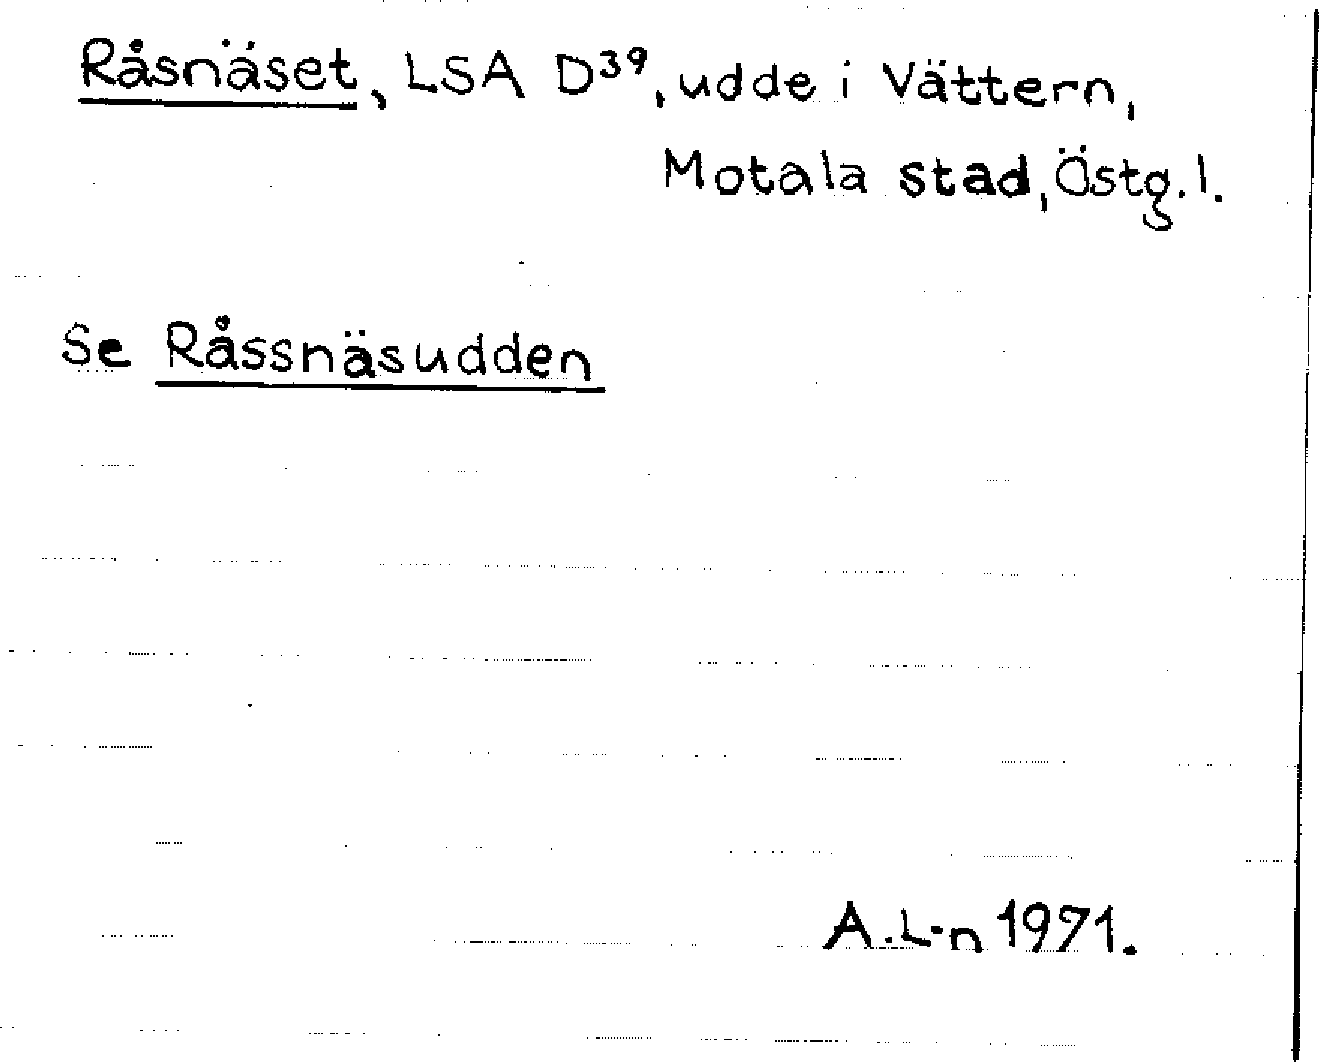 Råsnäset, LSA D39, udde i Vättern,
Motala stad, Östg. l.
Se Råssnäsudden
A. L-n 1971.